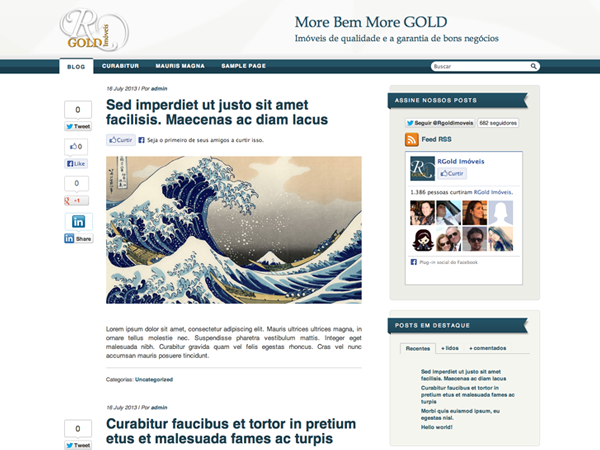 R
GOLD Imóveis
More Bem More GOLD
Imóveis de qualidade e a garantia de bons negócios
BLOG CURABITUR MAURIS MAGNA SAMPLE PAGE
Buscar
16 July 2013 | Por admin
Sed imperdiet ut justo sit amet
facilisis. Maecenas ac diam lacus
Curtir Seja o primeiro de seus amigos a curtir isso.
0
Tweet
0
Like
0
+1
in
in Share
Lorem ipsum dolor sit amet, consectetur adipiscing elit. Mauris ultrices ultrices magna, in
ornare tellus molestie nec. Suspendisse pharetra vestibulum mattis. Integer eget
malesuada nibh. Curabitur gravida quam vel felis egestas rhoncus. Cras vel nunc
accumsan mauris posuere tincidunt.
Categorias: Uncategorized
16 July 2013 | Por admin
Curabitur faucibus et tortor in pretium
etus et malesuada fames ac turpis
0
Tweet
ASSINE NOSSOS POSTS
Seguir @Rgoldimoveis 682 seguidores
Feed RSS
RGold Imóveis
Curtir
1.386 pessoas curtiram RGold Imóveis.
Plug-in social do Facebook
POSTS EM DESTAQUE
Recentes + lidos + comentados
Sed imperdiet ut justo sit amet
facilisis. Maecenas ac diam lacus
Curabitur faucibus et tortor in pretium
etus et malesuada fames ac turpis
Morbi quis euismod ipsum, eu
egestas nisl.
Hello world!